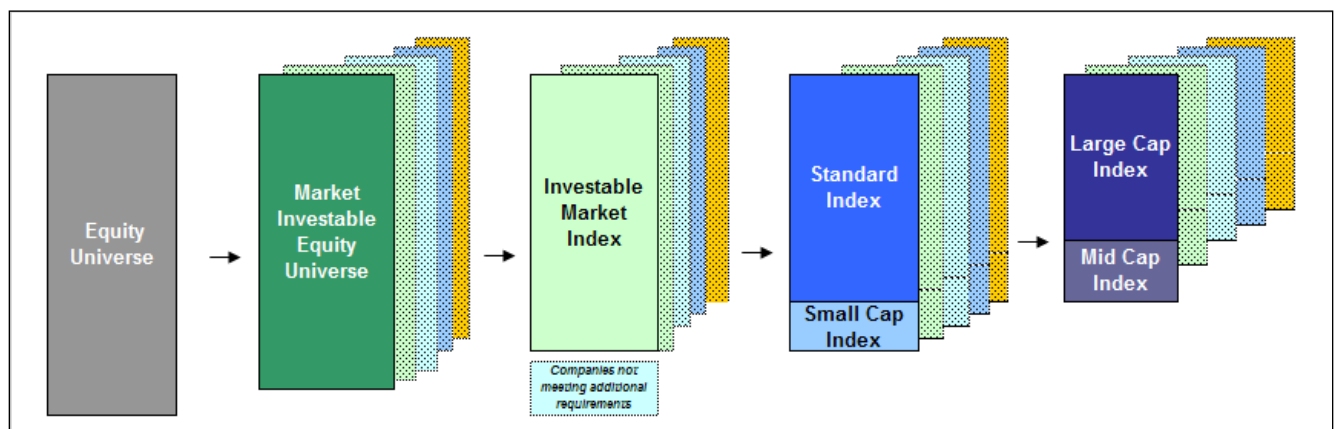 Equity
Universe
Market
Investable
Equity
Universe
Investable
Market
Index
Companies not
meeting additional
requirements
Standard
Index
Small Cap
Index
Large Cap
Index
Mid Cap
Index